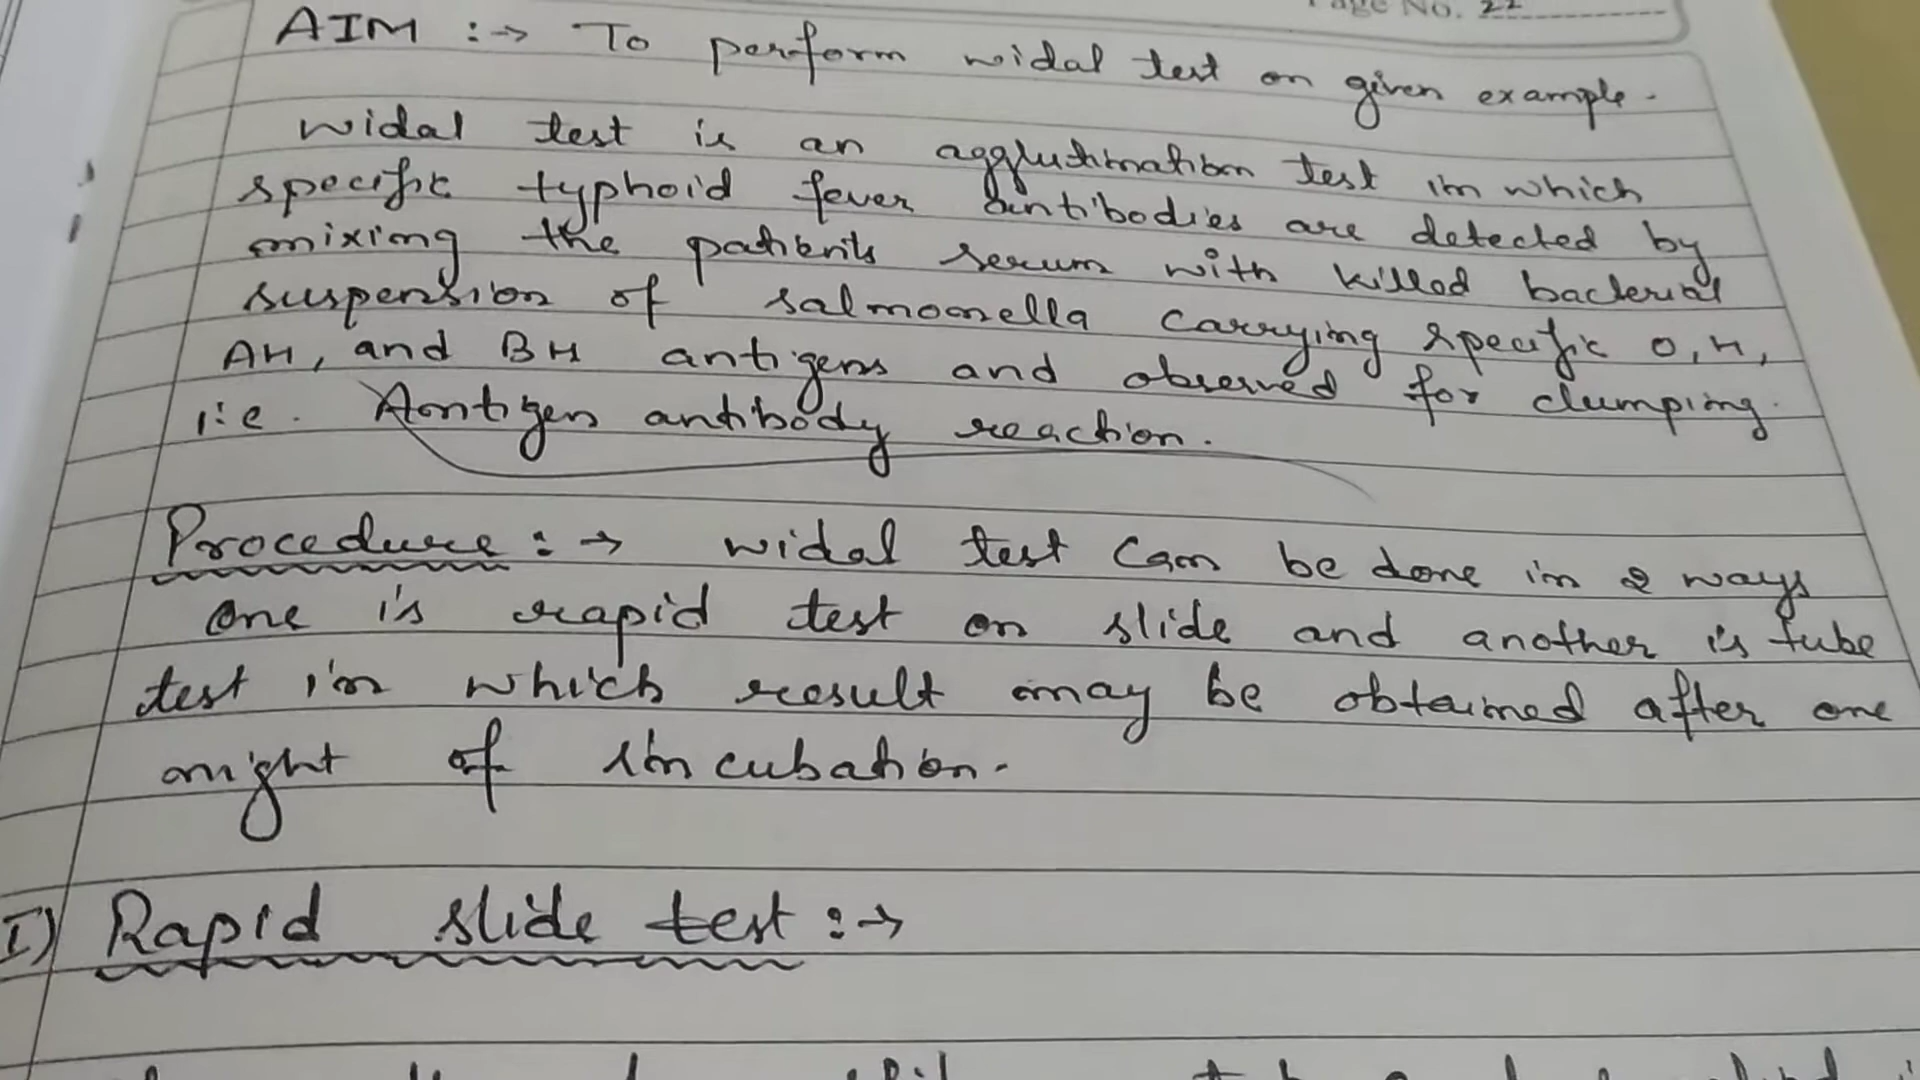 Page No. 22
AIM :→ To perform widal test on given example.
widal test is an agglutination test in which
specific typhoid fever antibodies are detected by
mixing the patients serum with killed bacterial
suspension of salmonella carrying specific O, H,
AH, and BH antigens and observed for clumping.
i.e. Antigen antibody reaction.
Procedure :→ widal test can be done in 2 ways
One is rapid test on slide and another is tube
test in which result may be obtained after one
night of incubation.
I) Rapid slide test :→